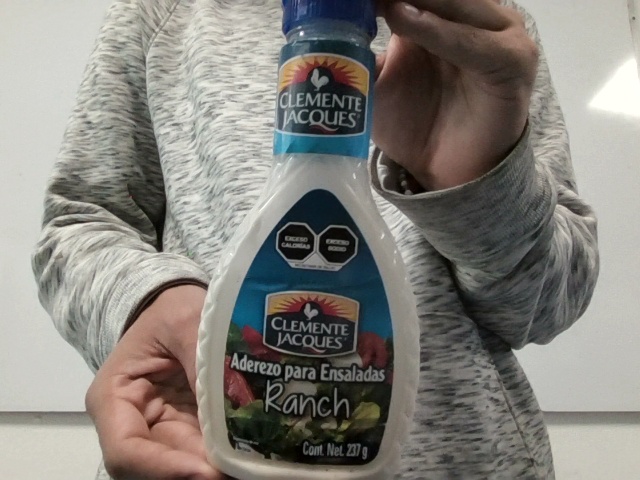 CLEMENTE
JACQUES
EXCESO
CALORÍAS
EXCESO
SODIO
CLEMENTE
JACQUES
Aderezo para Ensaladas
Ranch
Cont. Net. 237 g